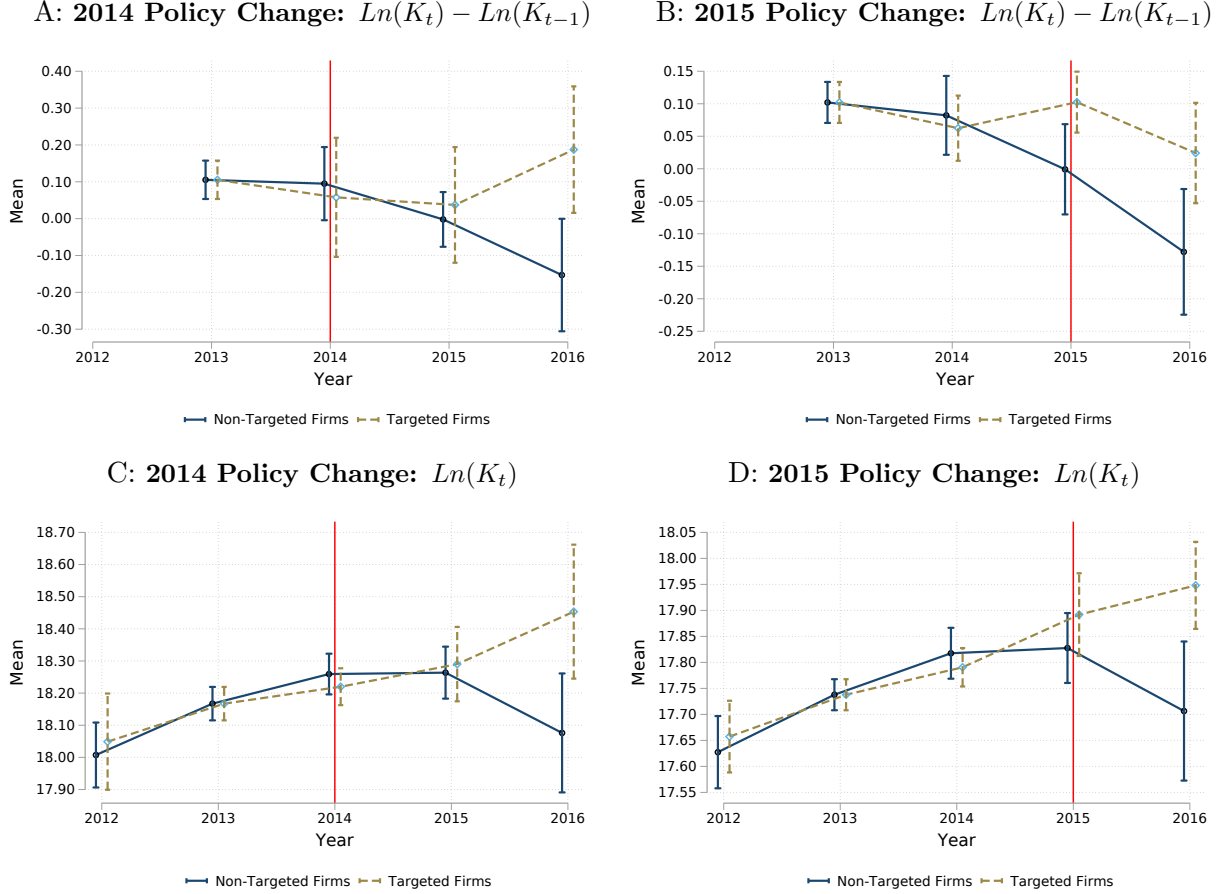 A: 2014 Policy Change: Ln(K_t) − Ln(K_{t−1})
0.40
0.30
0.20
0.10
0.00
-0.10
-0.20
-0.30
Mean
2012 2013 2014 2015 2016
Year
Non-Targeted Firms Targeted Firms
B: 2015 Policy Change: Ln(K_t) − Ln(K_{t−1})
0.15
0.10
0.05
0.00
-0.05
-0.10
-0.15
-0.20
-0.25
Mean
2012 2013 2014 2015 2016
Year
Non-Targeted Firms Targeted Firms
C: 2014 Policy Change: Ln(K_t)
18.70
18.60
18.50
18.40
18.30
18.20
18.10
18.00
17.90
Mean
2012 2013 2014 2015 2016
Year
Non-Targeted Firms Targeted Firms
D: 2015 Policy Change: Ln(K_t)
18.05
18.00
17.95
17.90
17.85
17.80
17.75
17.70
17.65
17.60
17.55
Mean
2012 2013 2014 2015 2016
Year
Non-Targeted Firms Targeted Firms